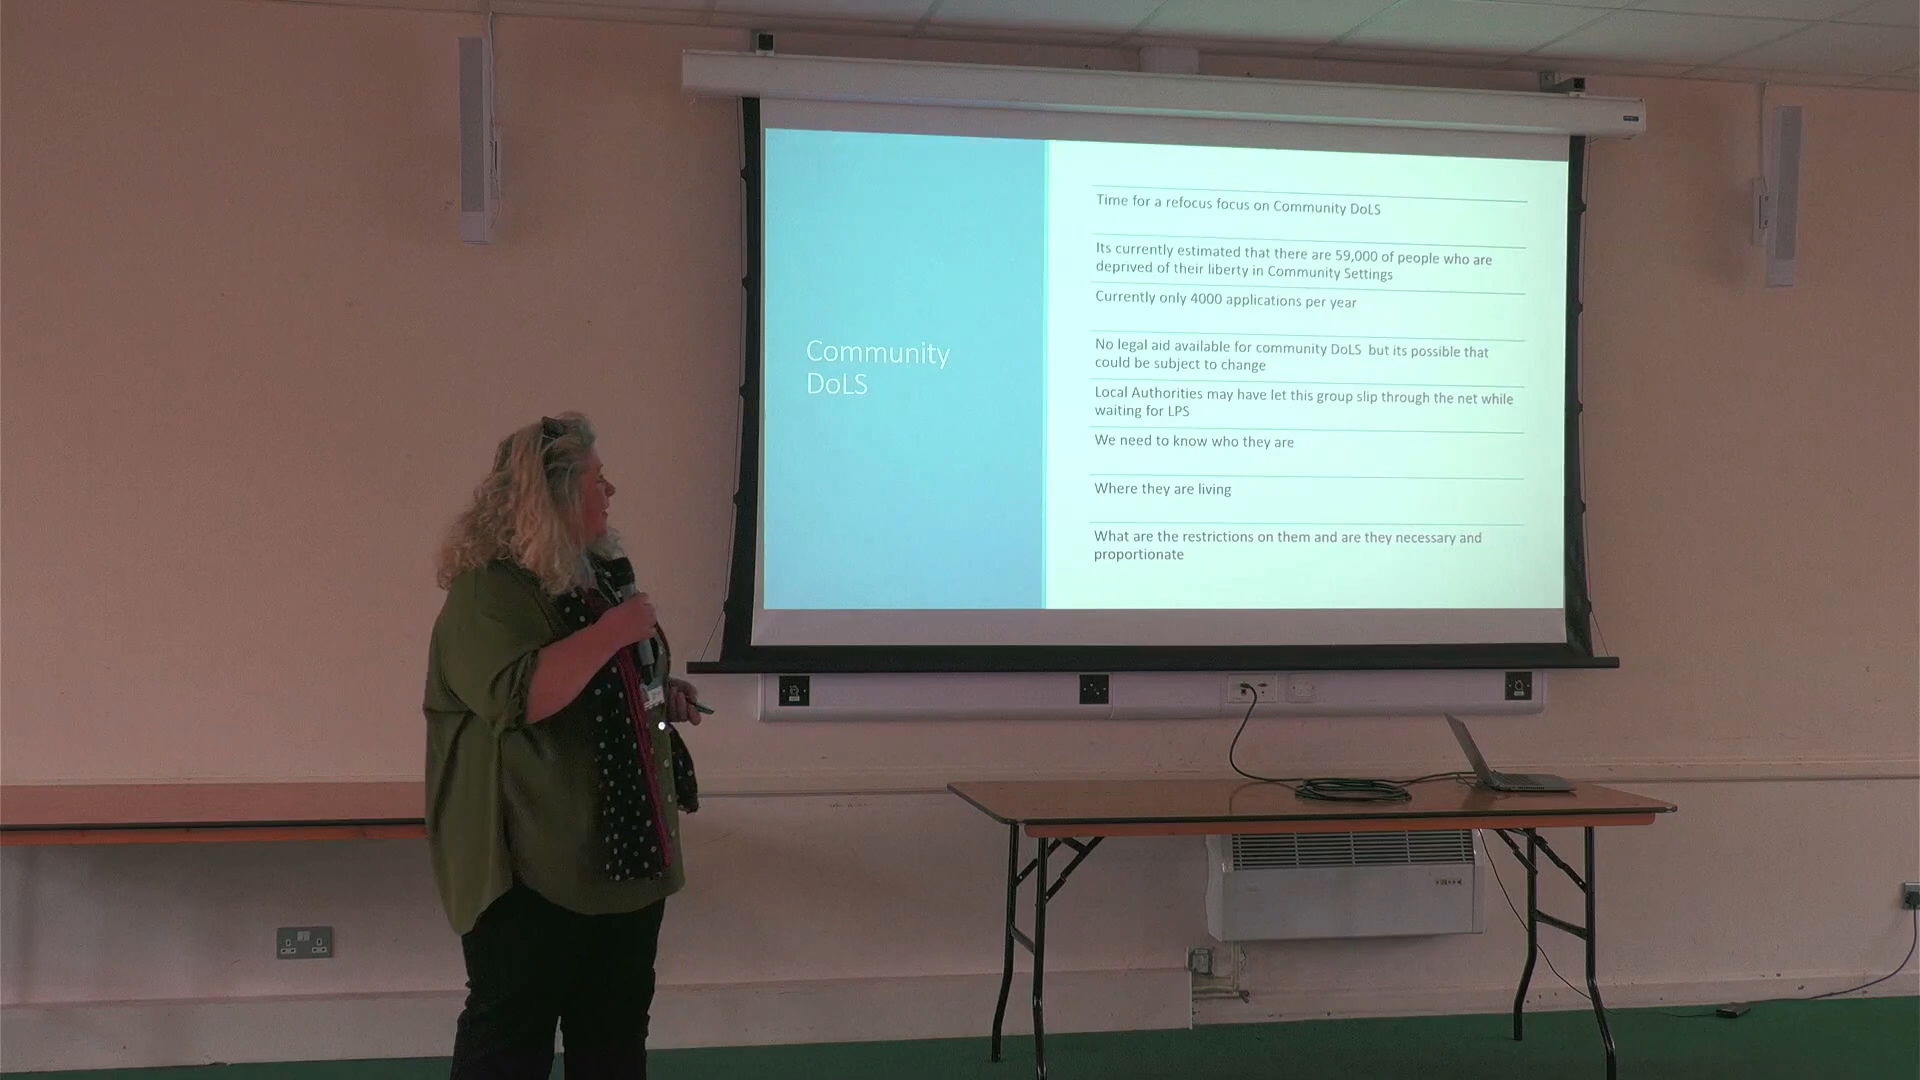 Community
DoLS
Time for a refocus focus on Community DoLS
Its currently estimated that there are 59,000 of people who are
deprived of their liberty in Community Settings
Currently only 4000 applications per year
No legal aid available for community DoLS but its possible that
could be subject to change
Local Authorities may have let this group slip through the net while
waiting for LPS
We need to know who they are
Where they are living
What are the restrictions on them and are they necessary and
proportionate